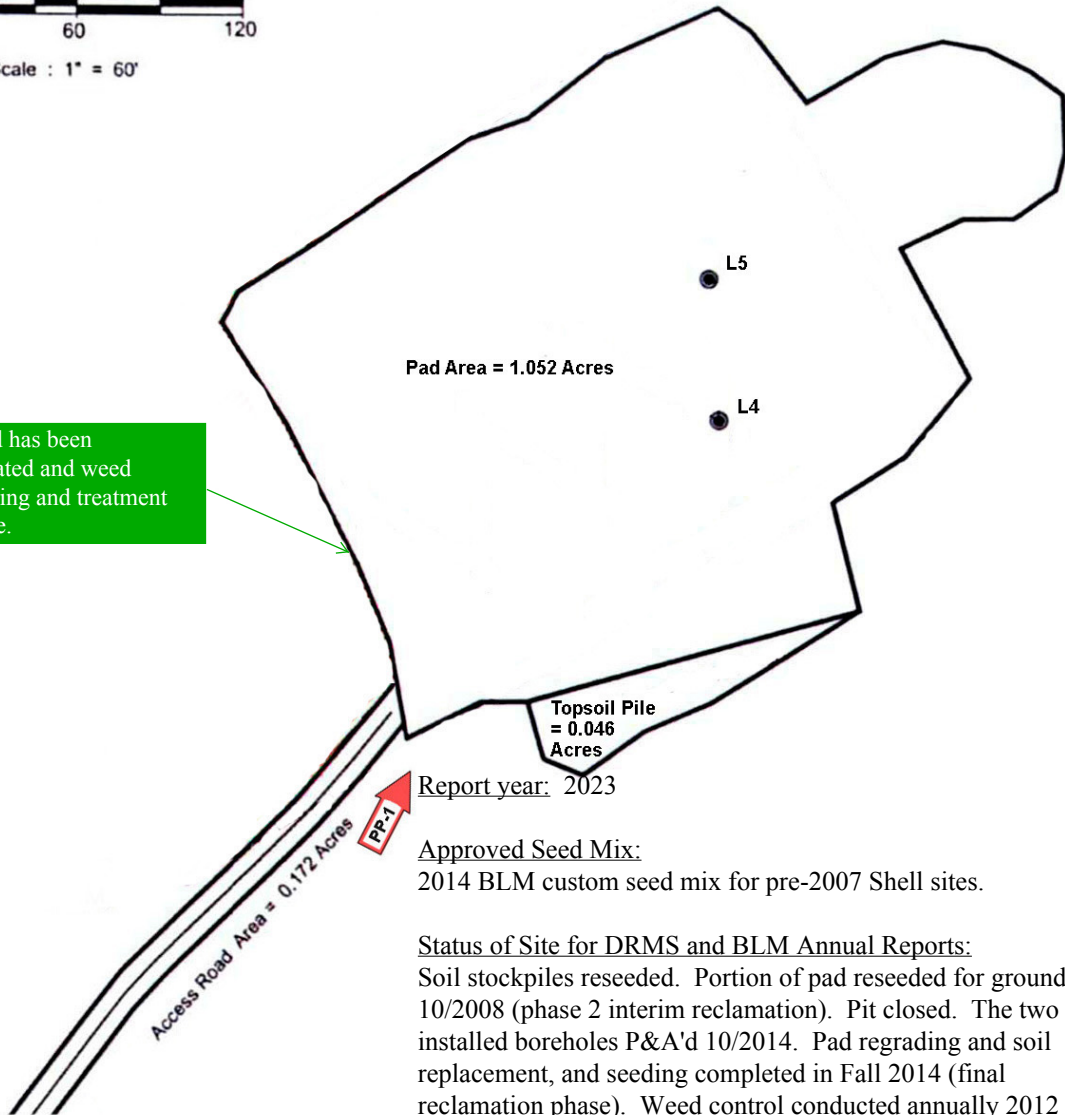 60 120
Scale : 1" = 60'
L5
Pad Area = 1.052 Acres
L4
has been
and weed
and treatment
Topsoil Pile
= 0.046
Acres
PP-1
Access Road Area = 0.172 Acres
Report year: 2023
Approved Seed Mix:
2014 BLM custom seed mix for pre-2007 Shell sites.
Status of Site for DRMS and BLM Annual Reports:
Soil stockpiles reseeded. Portion of pad reseeded for ground
10/2008 (phase 2 interim reclamation). Pit closed. The two
installed boreholes P&A'd 10/2014. Pad regrading and soil
replacement, and seeding completed in Fall 2014 (final
reclamation phase). Weed control conducted annually 2012